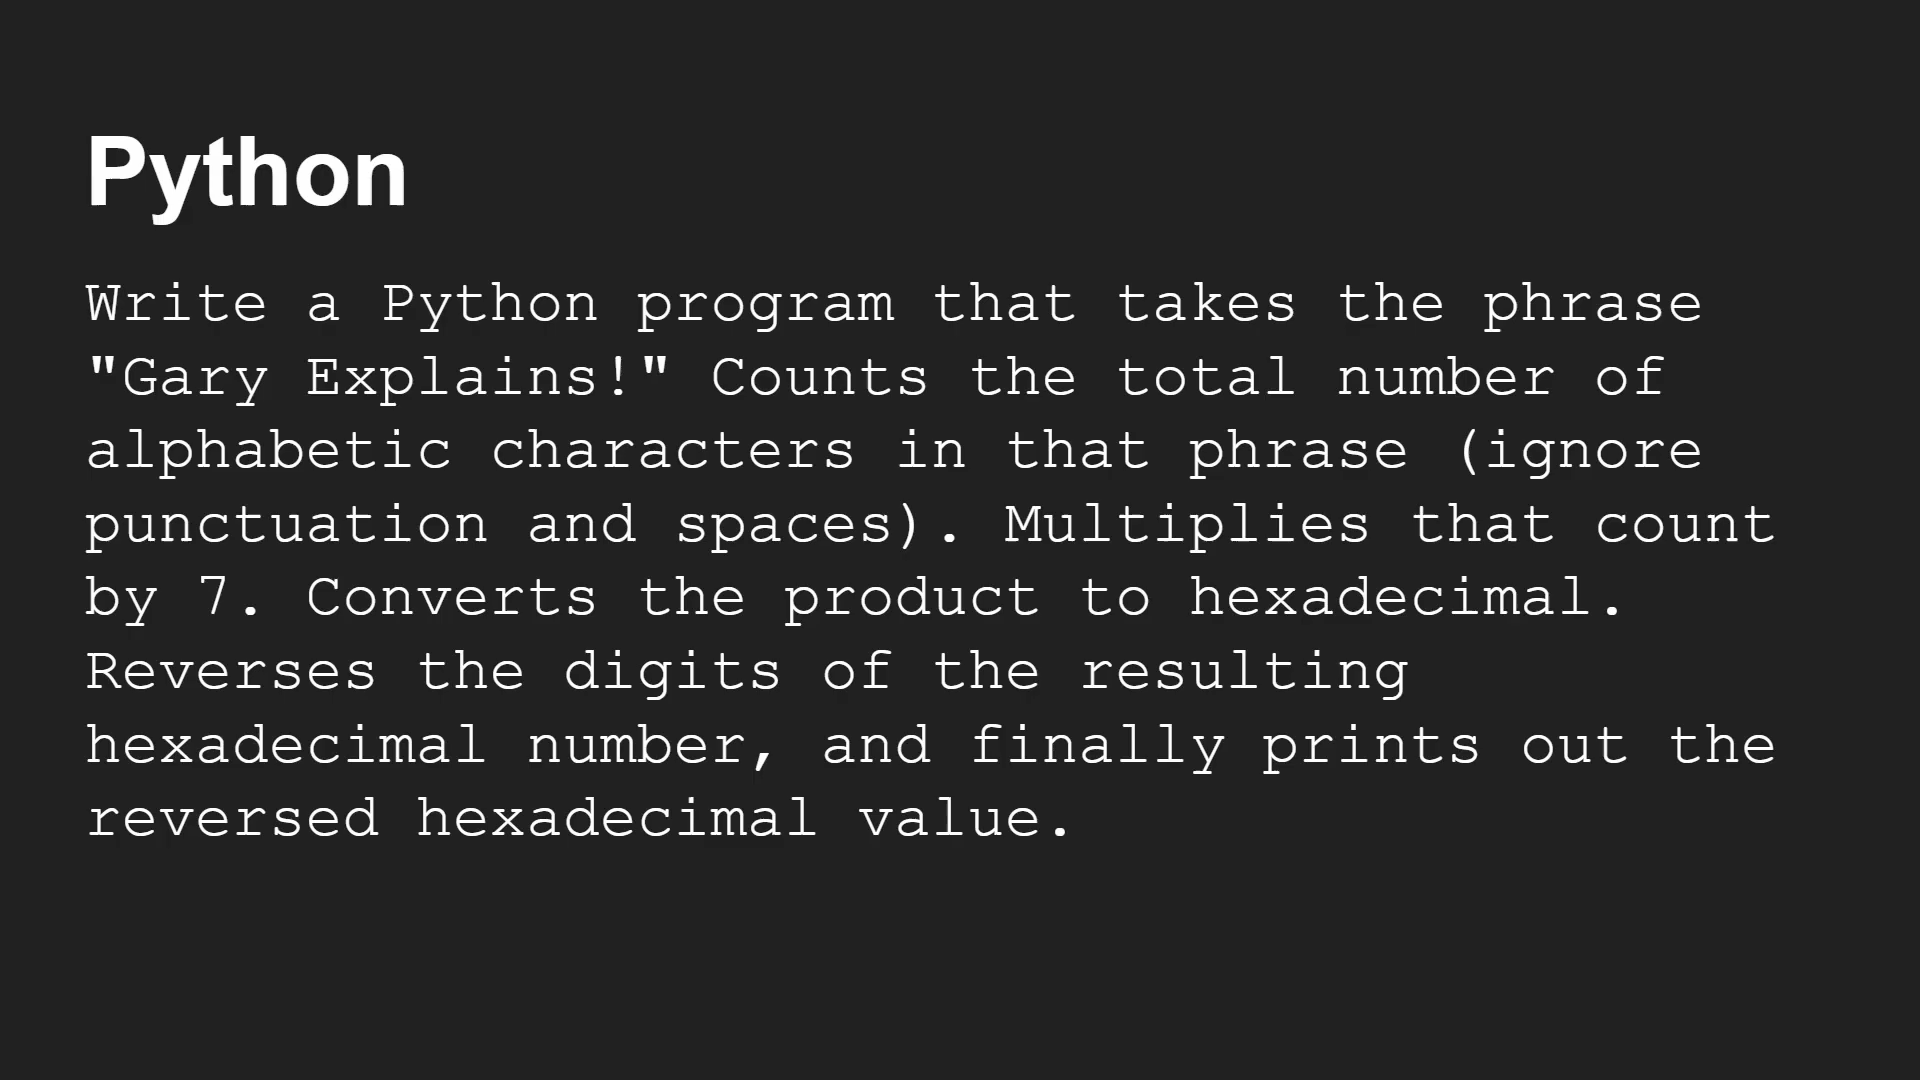 Python
Write a Python program that takes the phrase
"Gary Explains!" Counts the total number of
alphabetic characters in that phrase (ignore
punctuation and spaces). Multiplies that count
by 7. Converts the product to hexadecimal.
Reverses the digits of the resulting
hexadecimal number, and finally prints out the
reversed hexadecimal value.